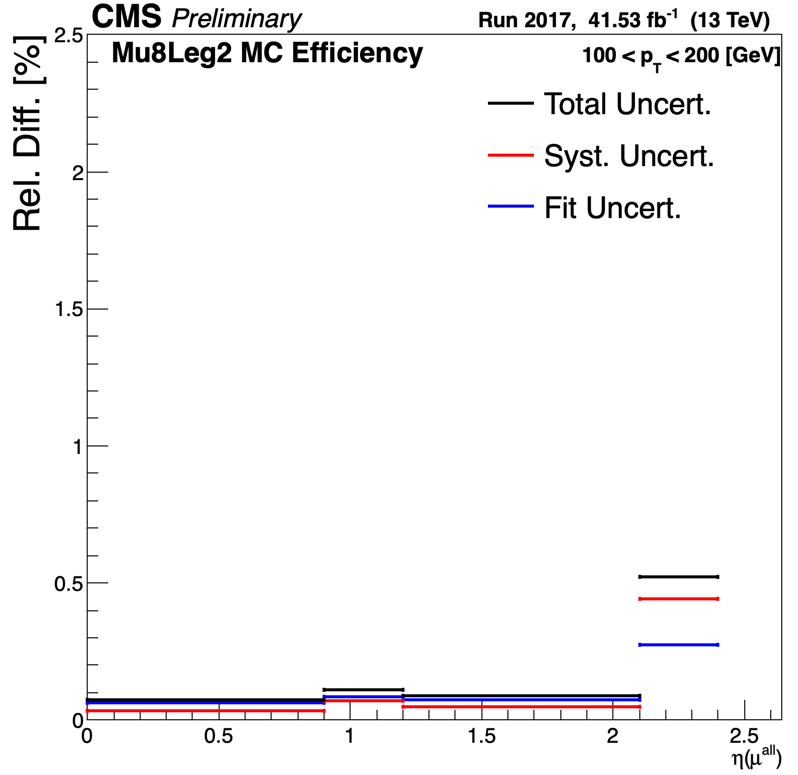 CMS Preliminary Run 2017, 41.53 fb⁻¹ (13 TeV)
Mu8Leg2 MC Efficiency 100 < p_T < 200 [GeV]
Rel. Diff. [%]
Total Uncert.
Syst. Uncert.
Fit Uncert.
2.5
2
1.5
1
0.5
0
0 0.5 1 1.5 2 2.5
η(μ^all)